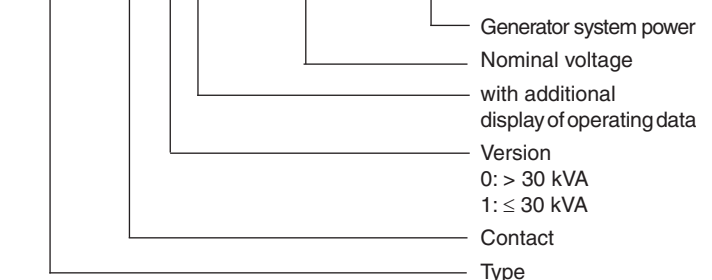 Generator system power
Nominal voltage
with additional
display of operating data
Version
0: > 30 kVA
1: ≤ 30 kVA
Contact
Type